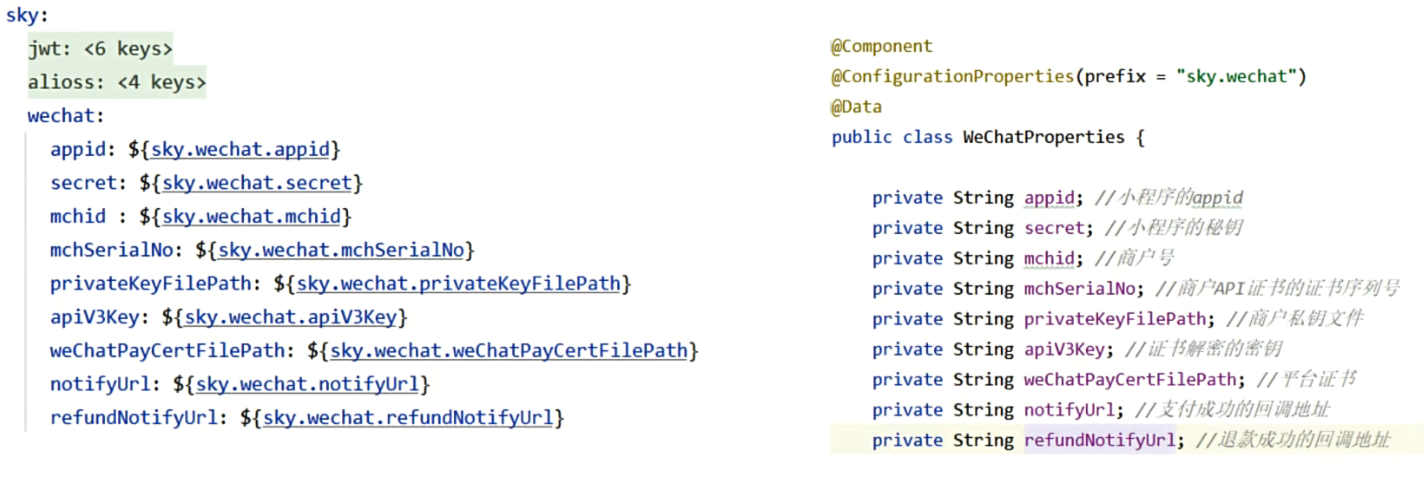 sky:
jwt: <6 keys>
alioss: <4 keys>
wechat:
appid: ${sky.wechat.appid}
secret: ${sky.wechat.secret}
mchid : ${sky.wechat.mchid}
mchSerialNo: ${sky.wechat.mchSerialNo}
privateKeyFilePath: ${sky.wechat.privateKeyFilePath}
apiV3Key: ${sky.wechat.apiV3Key}
weChatPayCertFilePath: ${sky.wechat.weChatPayCertFilePath}
notifyUrl: ${sky.wechat.notifyUrl}
refundNotifyUrl: ${sky.wechat.refundNotifyUrl}
@Component
@ConfigurationProperties(prefix = "sky.wechat")
@Data
public class WeChatProperties {
private String appid; //小程序的appid
private String secret; //小程序的秘钥
private String mchid; //商户号
private String mchSerialNo; //商户API证书的证书序列号
private String privateKeyFilePath; //商户私钥文件
private String apiV3Key; //证书解密的密钥
private String weChatPayCertFilePath; //平台证书
private String notifyUrl; //支付成功的回调地址
private String refundNotifyUrl; //退款成功的回调地址